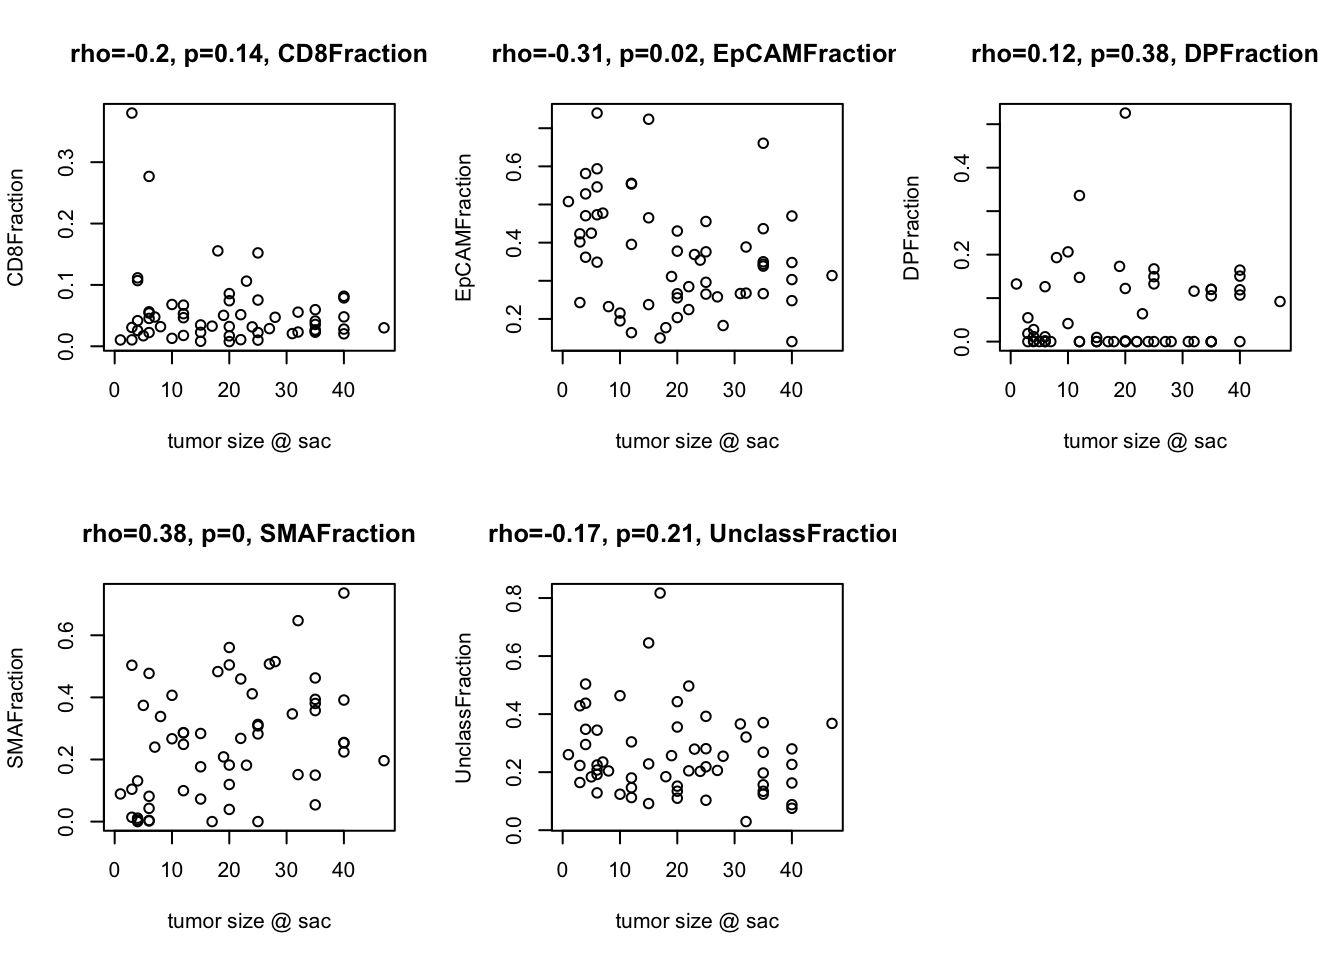 rho=-0.2, p=0.14, CD8Fraction
CD8Fraction
0.0 0.1 0.2 0.3
0 10 20 30 40
tumor size @ sac
rho=-0.31, p=0.02, EpCAMFraction
EpCAMFraction
0.2 0.4 0.6
0 10 20 30 40
tumor size @ sac
rho=0.12, p=0.38, DPFraction
DPFraction
0.0 0.2 0.4
0 10 20 30 40
tumor size @ sac
rho=0.38, p=0, SMAFraction
SMAFraction
0.0 0.2 0.4 0.6
0 10 20 30 40
tumor size @ sac
rho=-0.17, p=0.21, UnclassFraction
UnclassFraction
0.0 0.2 0.4 0.6 0.8
0 10 20 30 40
tumor size @ sac